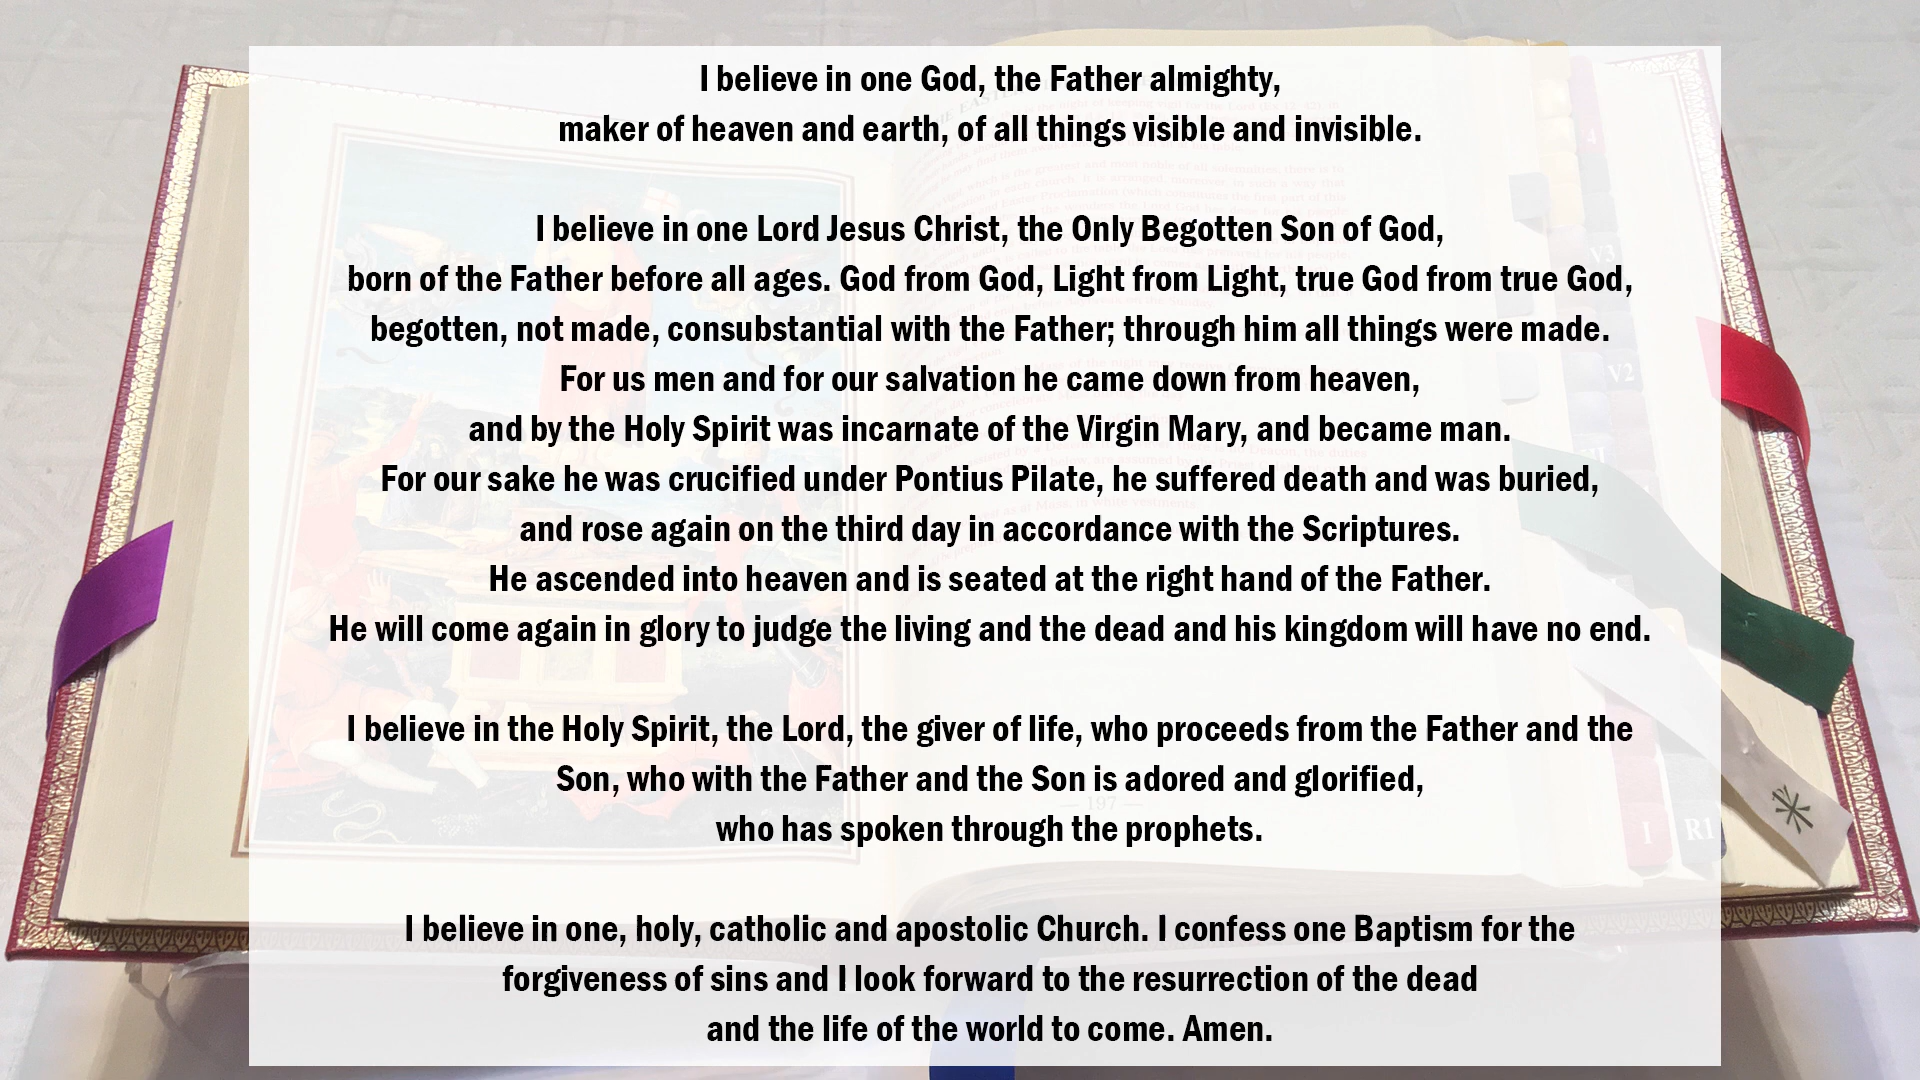 I believe in one God, the Father almighty,
maker of heaven and earth, of all things visible and invisible.
I believe in one Lord Jesus Christ, the Only Begotten Son of God,
born of the Father before all ages. God from God, Light from Light, true God from true God,
begotten, not made, consubstantial with the Father; through him all things were made.
For us men and for our salvation he came down from heaven,
and by the Holy Spirit was incarnate of the Virgin Mary, and became man.
For our sake he was crucified under Pontius Pilate, he suffered death and was buried,
and rose again on the third day in accordance with the Scriptures.
He ascended into heaven and is seated at the right hand of the Father.
He will come again in glory to judge the living and the dead and his kingdom will have no end.
I believe in the Holy Spirit, the Lord, the giver of life, who proceeds from the Father and the
Son, who with the Father and the Son is adored and glorified,
who has spoken through the prophets.
I believe in one, holy, catholic and apostolic Church. I confess one Baptism for the
forgiveness of sins and I look forward to the resurrection of the dead
and the life of the world to come. Amen.
4
V3
V2
— 197 —
I
R1